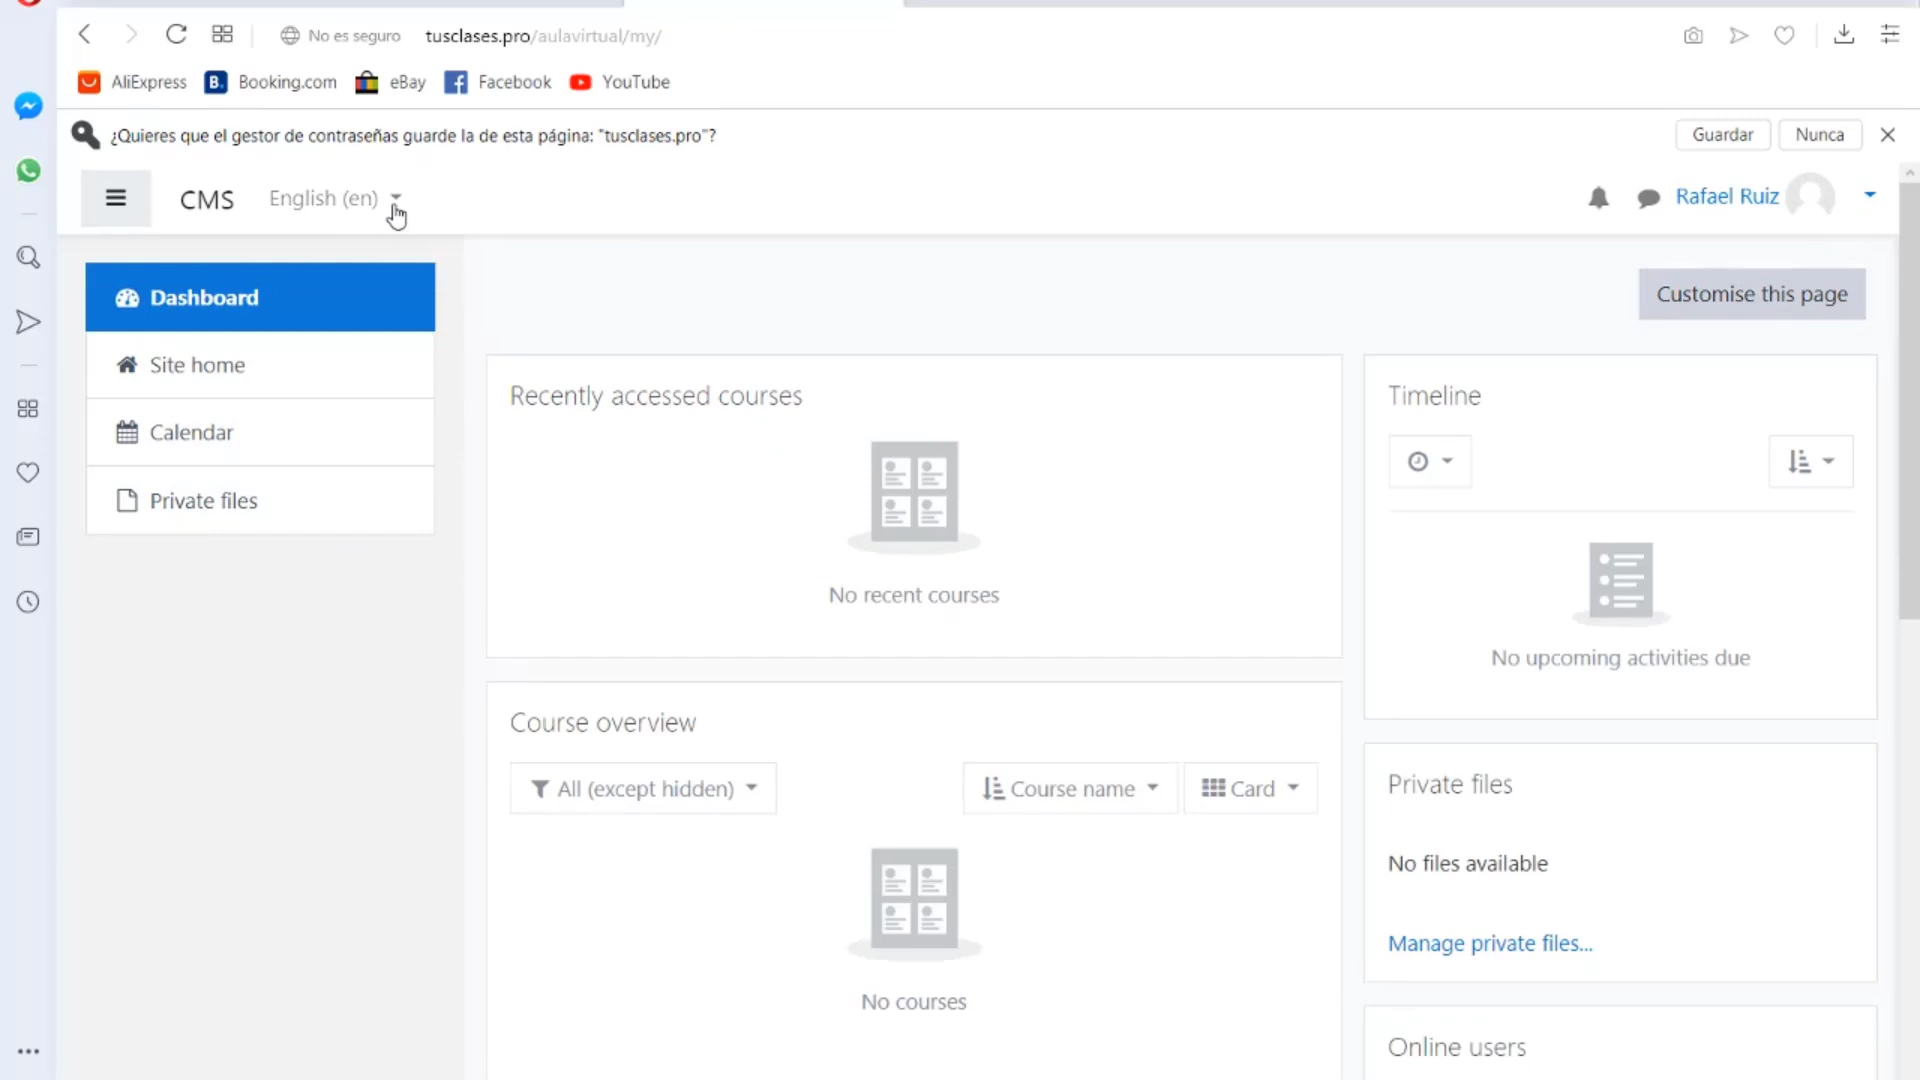 No es seguro tusclases.pro/aulavirtual/my/
AliExpress B. Booking.com eBay Facebook YouTube
¿Quieres que el gestor de contraseñas guarde la de esta página: "tusclases.pro"? Guardar Nunca
CMS English (en) Rafael Ruiz
Dashboard
Site home
Calendar
Private files
Customise this page
Recently accessed courses
No recent courses
Timeline
No upcoming activities due
Course overview
All (except hidden) Course name Card
No courses
Private files
No files available
Manage private files...
Online users